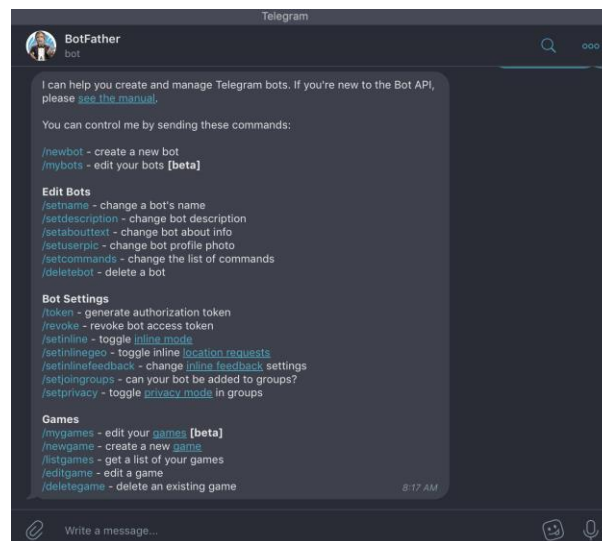 Telegram
BotFather
bot
I can help you create and manage Telegram bots. If you're new to the Bot API,
please see the manual.
You can control me by sending these commands:
/newbot - create a new bot
/mybots - edit your bots [beta]
Edit Bots
/setname - change a bot's name
/setdescription - change bot description
/setabouttext - change bot about info
/setuserpic - change bot profile photo
/setcommands - change the list of commands
/deletebot - delete a bot
Bot Settings
/token - generate authorization token
/revoke - revoke bot access token
/setinline - toggle inline mode
/setinlinegeo - toggle inline location requests
/setinlinefeedback - change inline feedback settings
/setjoingroups - can your bot be added to groups?
/setprivacy - toggle privacy mode in groups
Games
/mygames - edit your games [beta]
/newgame - create a new game
/listgames - get a list of your games
/editgame - edit a game
/deletegame - delete an existing game
8:17 AM
Write a message...